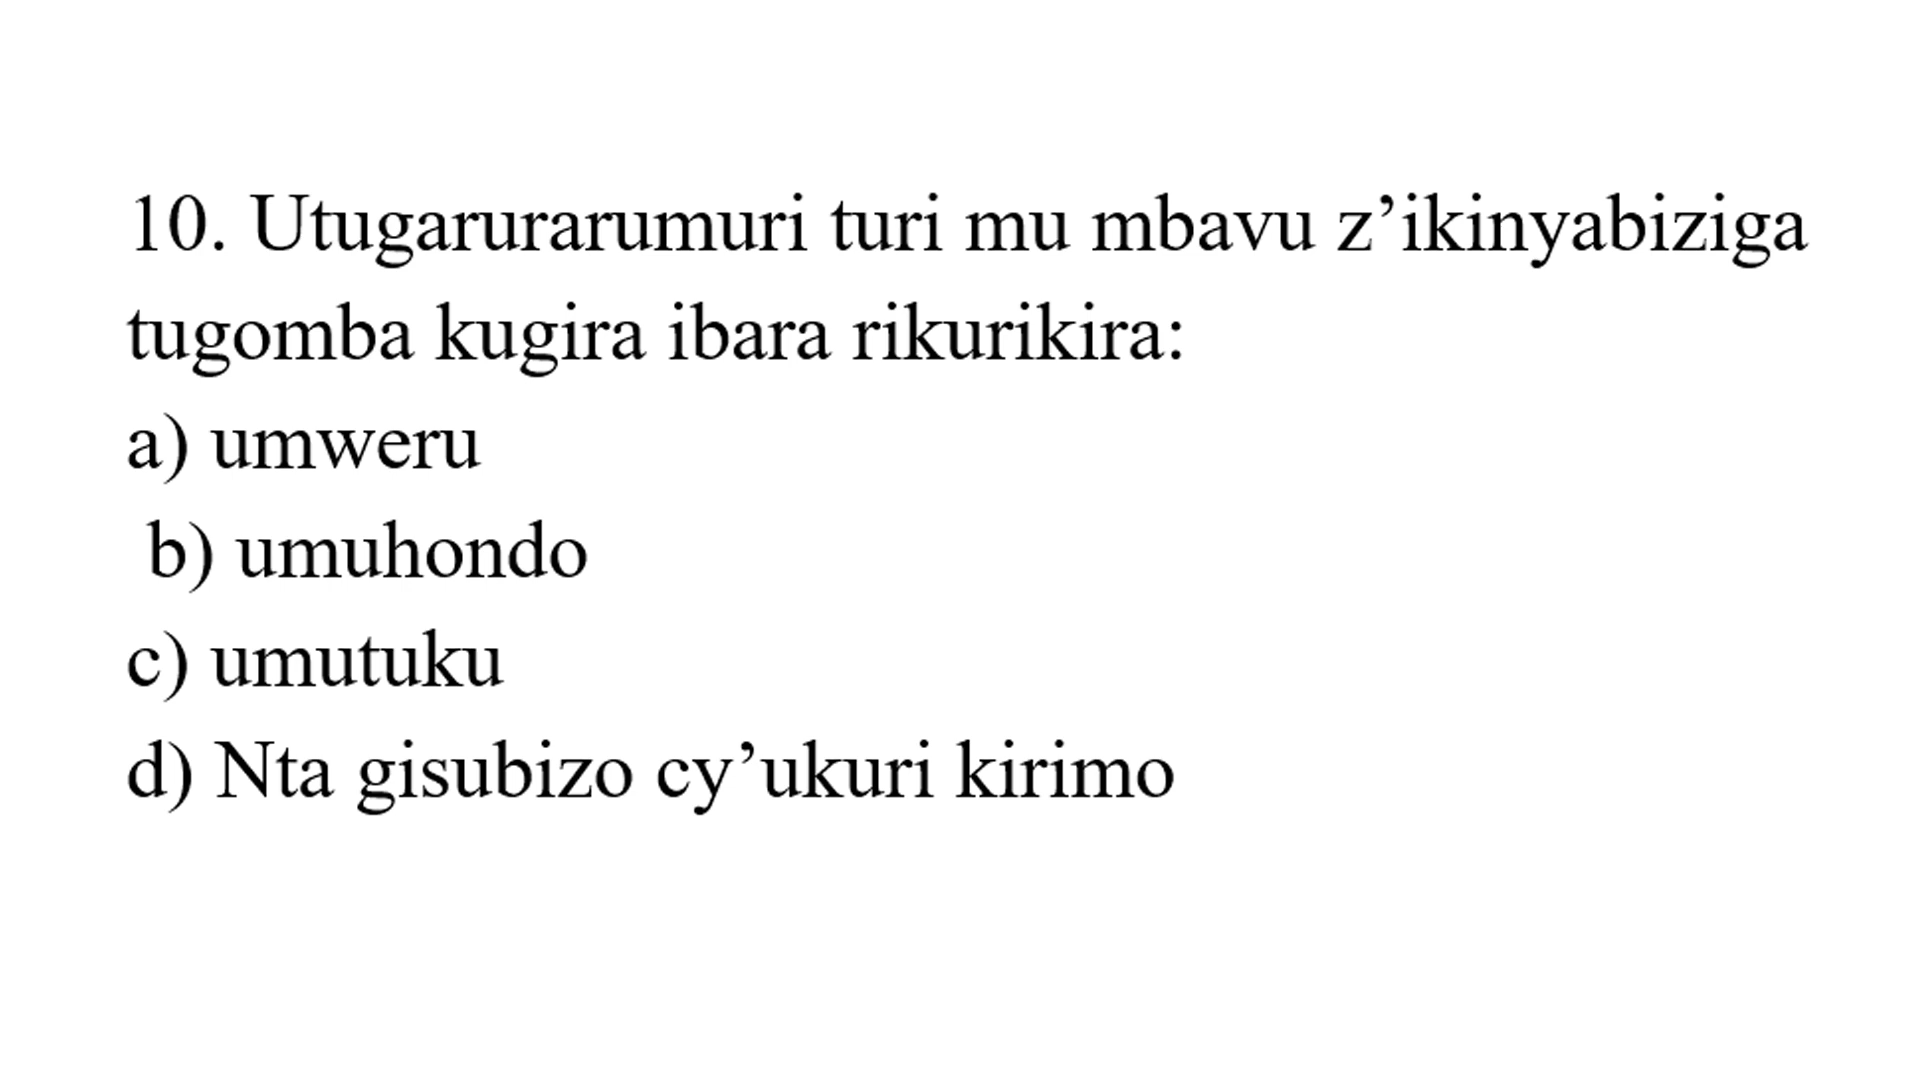 10. Utugarurarumuri turi mu mbavu z’ikinyabiziga
tugomba kugira ibara rikurikira:
a) umweru
b) umuhondo
c) umutuku
d) Nta gisubizo cy’ukuri kirimo